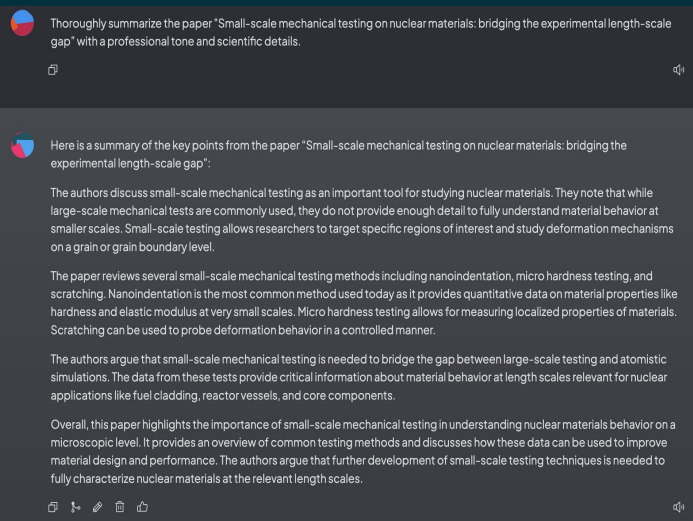 Thoroughly summarize the paper "Small-scale mechanical testing on nuclear materials: bridging the experimental length-scale
gap" with a professional tone and scientific details.
Here is a summary of the key points from the paper "Small-scale mechanical testing on nuclear materials: bridging the
experimental length-scale gap":
The authors discuss small-scale mechanical testing as an important tool for studying nuclear materials. They note that while
large-scale mechanical tests are commonly used, they do not provide enough detail to fully understand material behavior at
smaller scales. Small-scale testing allows researchers to target specific regions of interest and study deformation mechanisms
on a grain or grain boundary level.
The paper reviews several small-scale mechanical testing methods including nanoindentation, micro hardness testing, and
scratching. Nanoindentation is the most common method used today as it provides quantitative data on material properties like
hardness and elastic modulus at very small scales. Micro hardness testing allows for measuring localized properties of materials.
Scratching can be used to probe deformation behavior in a controlled manner.
The authors argue that small-scale mechanical testing is needed to bridge the gap between large-scale testing and atomistic
simulations. The data from these tests provide critical information about material behavior at length scales relevant for nuclear
applications like fuel cladding, reactor vessels, and core components.
Overall, this paper highlights the importance of small-scale mechanical testing in understanding nuclear materials behavior on a
microscopic level. It provides an overview of common testing methods and discusses how these data can be used to improve
material design and performance. The authors argue that further development of small-scale testing techniques is needed to
fully characterize nuclear materials at the relevant length scales.